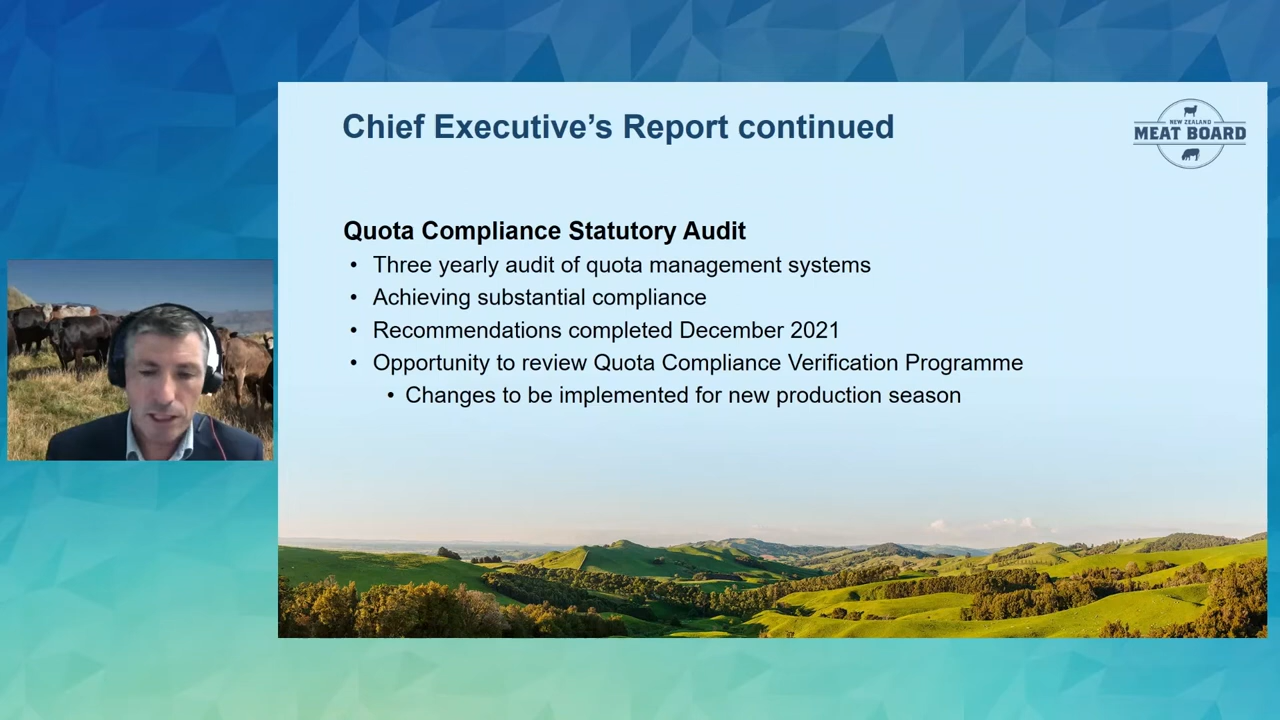 Chief Executive’s Report continued
NEW ZEALAND
MEAT BOARD
Quota Compliance Statutory Audit
• Three yearly audit of quota management systems
• Achieving substantial compliance
• Recommendations completed December 2021
• Opportunity to review Quota Compliance Verification Programme
• Changes to be implemented for new production season